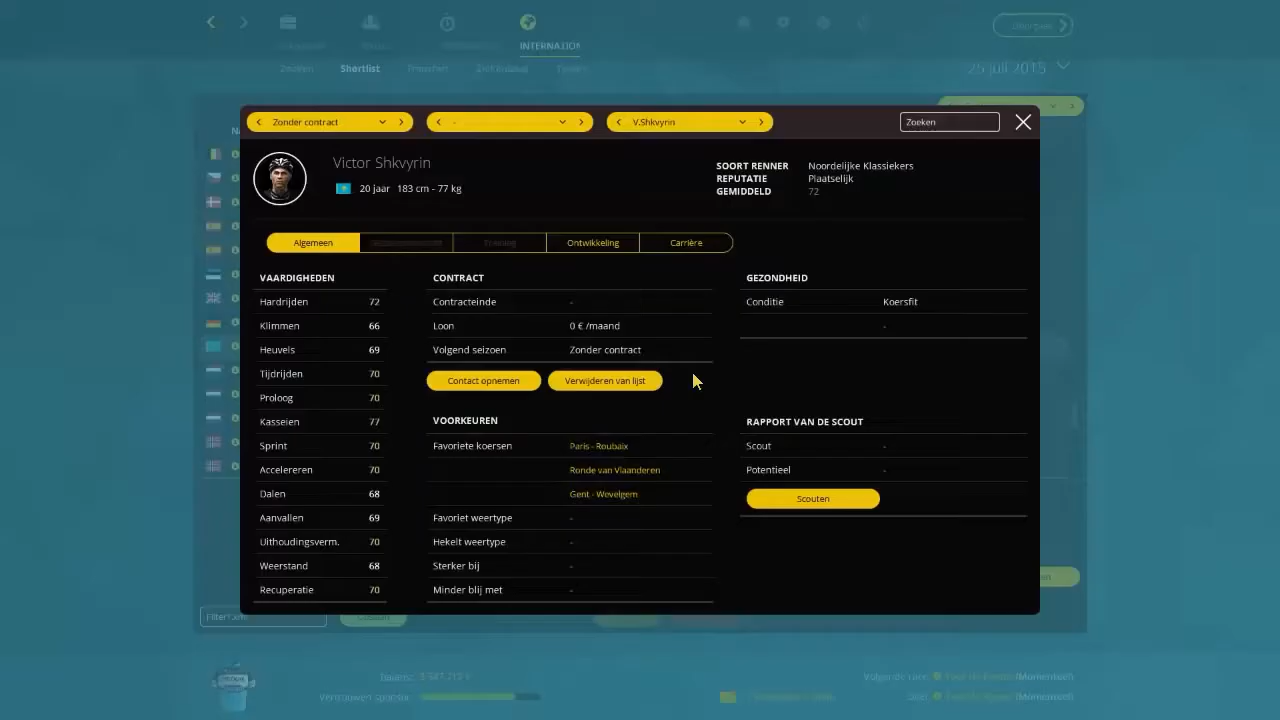 INTERNATION
Shortlist
25 juli 2015
Zonder contract
-
V.Shkvyrin
Zoeken
Victor Shkvyrin
20 jaar 183 cm - 77 kg
SOORT RENNER Noordelijke Klassiekers
REPUTATIE Plaatselijk
GEMIDDELD 72
Algemeen
Ontwikkeling
Carrière
VAARDIGHEDEN
Hardrijden 72
Klimmen 66
Heuvels 69
Tijdrijden 70
Proloog 70
Kasseien 77
Sprint 70
Accelereren 70
Dalen 68
Aanvallen 69
Uithoudingsverm. 70
Weerstand 68
Recuperatie 70
CONTRACT
Contracteinde -
Loon 0 € /maand
Volgend seizoen Zonder contract
Contact opnemen
Verwijderen van lijst
VOORKEUREN
Favoriete koersen Paris - Roubaix
Ronde van Vlaanderen
Gent - Wevelgem
Favoriet weertype -
Hekelt weertype -
Sterker bij -
Minder blij met -
GEZONDHEID
Conditie Koersfit
-
RAPPORT VAN DE SCOUT
Scout -
Potentieel -
Scouten
Vertrouwen sponsor